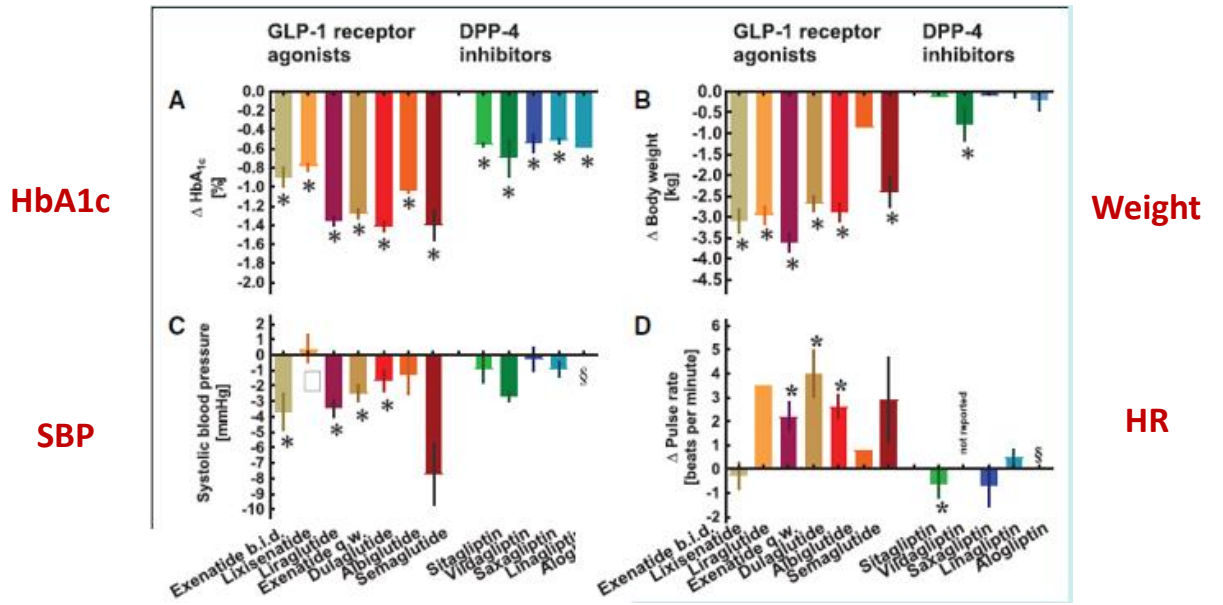 GLP-1 receptor
agonists
DPP-4
inhibitors
GLP-1 receptor
agonists
DPP-4
inhibitors
HbA1c
A
Δ HbA1c
[%]
0.0
-0.2
-0.4
-0.6
-0.8
-1.0
-1.2
-1.4
-1.6
-1.8
-2.0
* * * * * * *
* * * * *
B
Δ Body weight
[kg]
0.0
-0.5
-1.0
-1.5
-2.0
-2.5
-3.0
-3.5
-4.0
-4.5
* * * * * *
*
Weight
SBP
C
Systolic blood pressure
[mmHg]
2
1
0
-1
-2
-3
-4
-5
-6
-7
-8
-9
-10
* * * *
§
Exenatide b.i.d.
Lixisenatide
Liraglutide
Exenatide q.w.
Dulaglutide
Albiglutide
Semaglutide
Sitagliptin
Virdagliptin
Saxagliptin
Linagliptin
Alogliptin
D
Δ Pulse rate
[beats per minute]
6
5
4
3
2
1
0
-1
-2
* * *
*
not reported
§
Exenatide b.i.d.
Lixisenatide
Liraglutide
Exenatide q.w.
Dulaglutide
Albiglutide
Semaglutide
Sitagliptin
Virdagliptin
Saxagliptin
Linagliptin
Alogliptin
HR